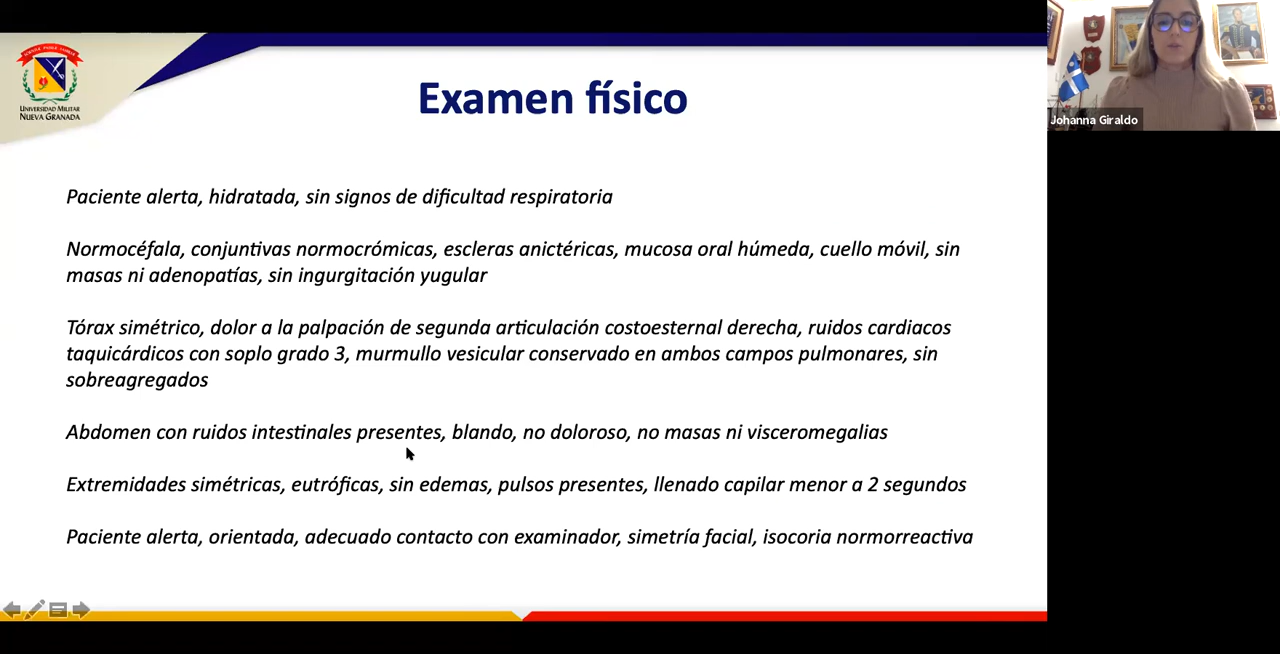 UNIVERSIDAD MILITAR
NUEVA GRANADA
Examen físico
Johanna Giraldo
Paciente alerta, hidratada, sin signos de dificultad respiratoria
Normocéfala, conjuntivas normocrómicas, escleras anictéricas, mucosa oral húmeda, cuello móvil, sin
masas ni adenopatías, sin ingurgitación yugular
Tórax simétrico, dolor a la palpación de segunda articulación costoesternal derecha, ruidos cardiacos
taquicárdicos con soplo grado 3, murmullo vesicular conservado en ambos campos pulmonares, sin
sobreagregados
Abdomen con ruidos intestinales presentes, blando, no doloroso, no masas ni visceromegalias
Extremidades simétricas, eutróficas, sin edemas, pulsos presentes, llenado capilar menor a 2 segundos
Paciente alerta, orientada, adecuado contacto con examinador, simetría facial, isocoria normorreactiva